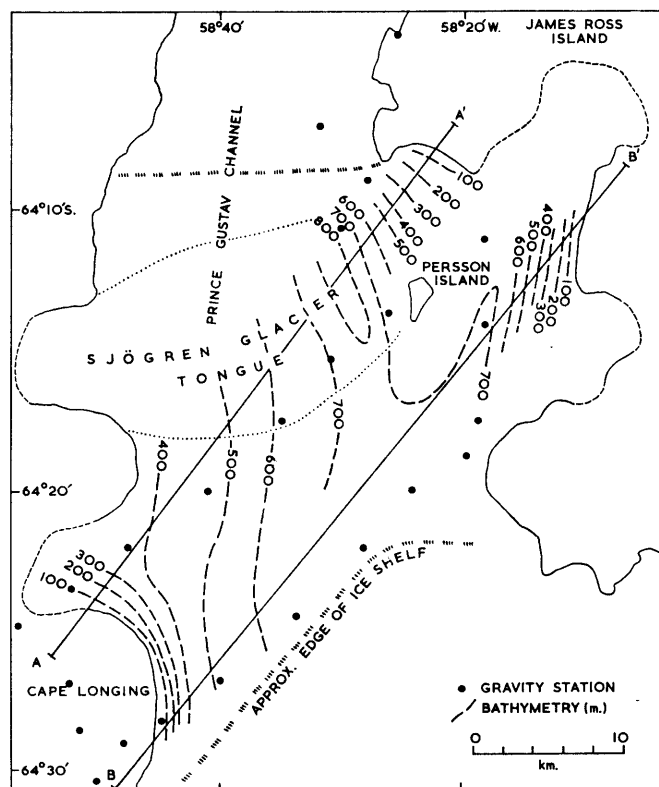 58°40'
58°20'W.
JAMES ROSS
ISLAND
A'
B'
PRINCE GUSTAV CHANNEL
64°10'S.
100
200
300
400
500
600
700
800
400
500
600
100
200
300
PERSSON
ISLAND
SJÖGREN GLACIER
TONGUE
700
700
400
500
600
64°20'
300
200
100
APPROX. EDGE OF ICE SHELF
A
CAPE LONGING
B
64°30'
GRAVITY STATION
BATHYMETRY (m.)
0 10
km.